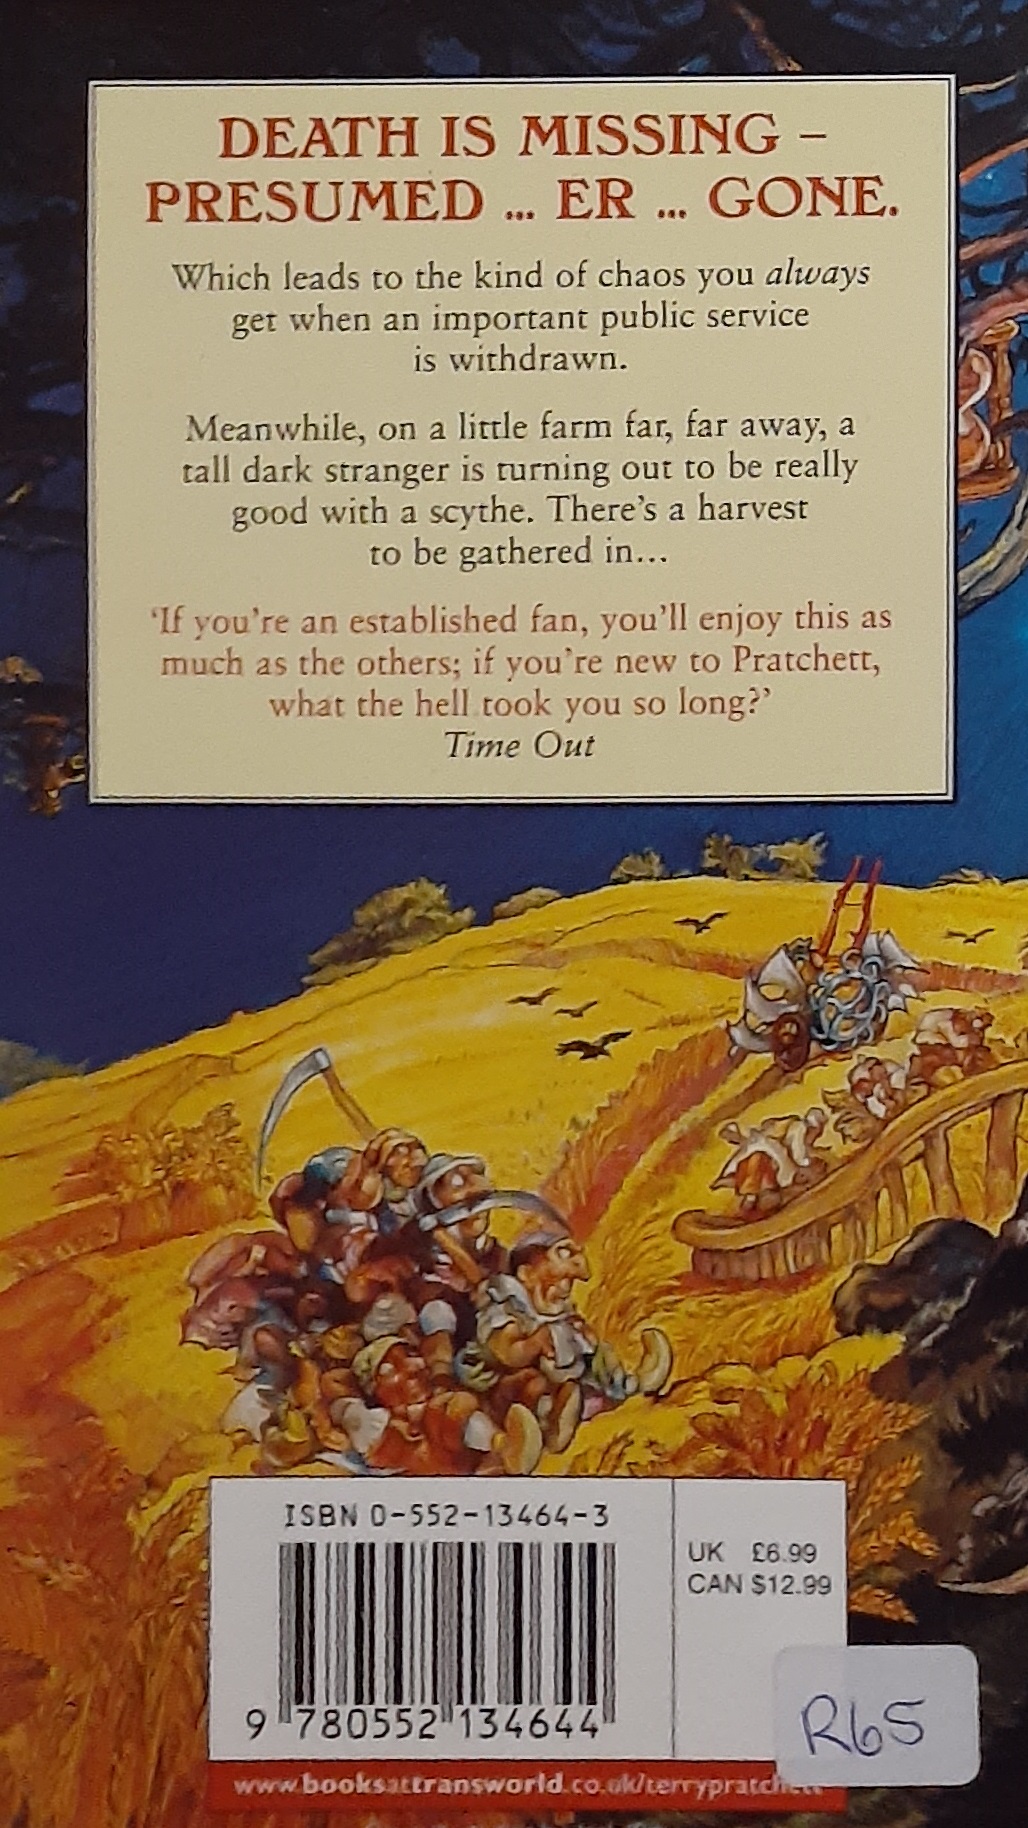 DEATH IS MISSING –
PRESUMED ... ER ... GONE.
Which leads to the kind of chaos you always
get when an important public service
is withdrawn.
Meanwhile, on a little farm far, far away, a
tall dark stranger is turning out to be really
good with a scythe. There's a harvest
to be gathered in...
'If you're an established fan, you'll enjoy this as
much as the others; if you're new to Pratchett,
what the hell took you so long?'
Time Out
ISBN 0-552-13464-3
UK £6.99
CAN $12.99
9 780552 134644
R65
www.booksattransworld.co.uk/terrypratchett